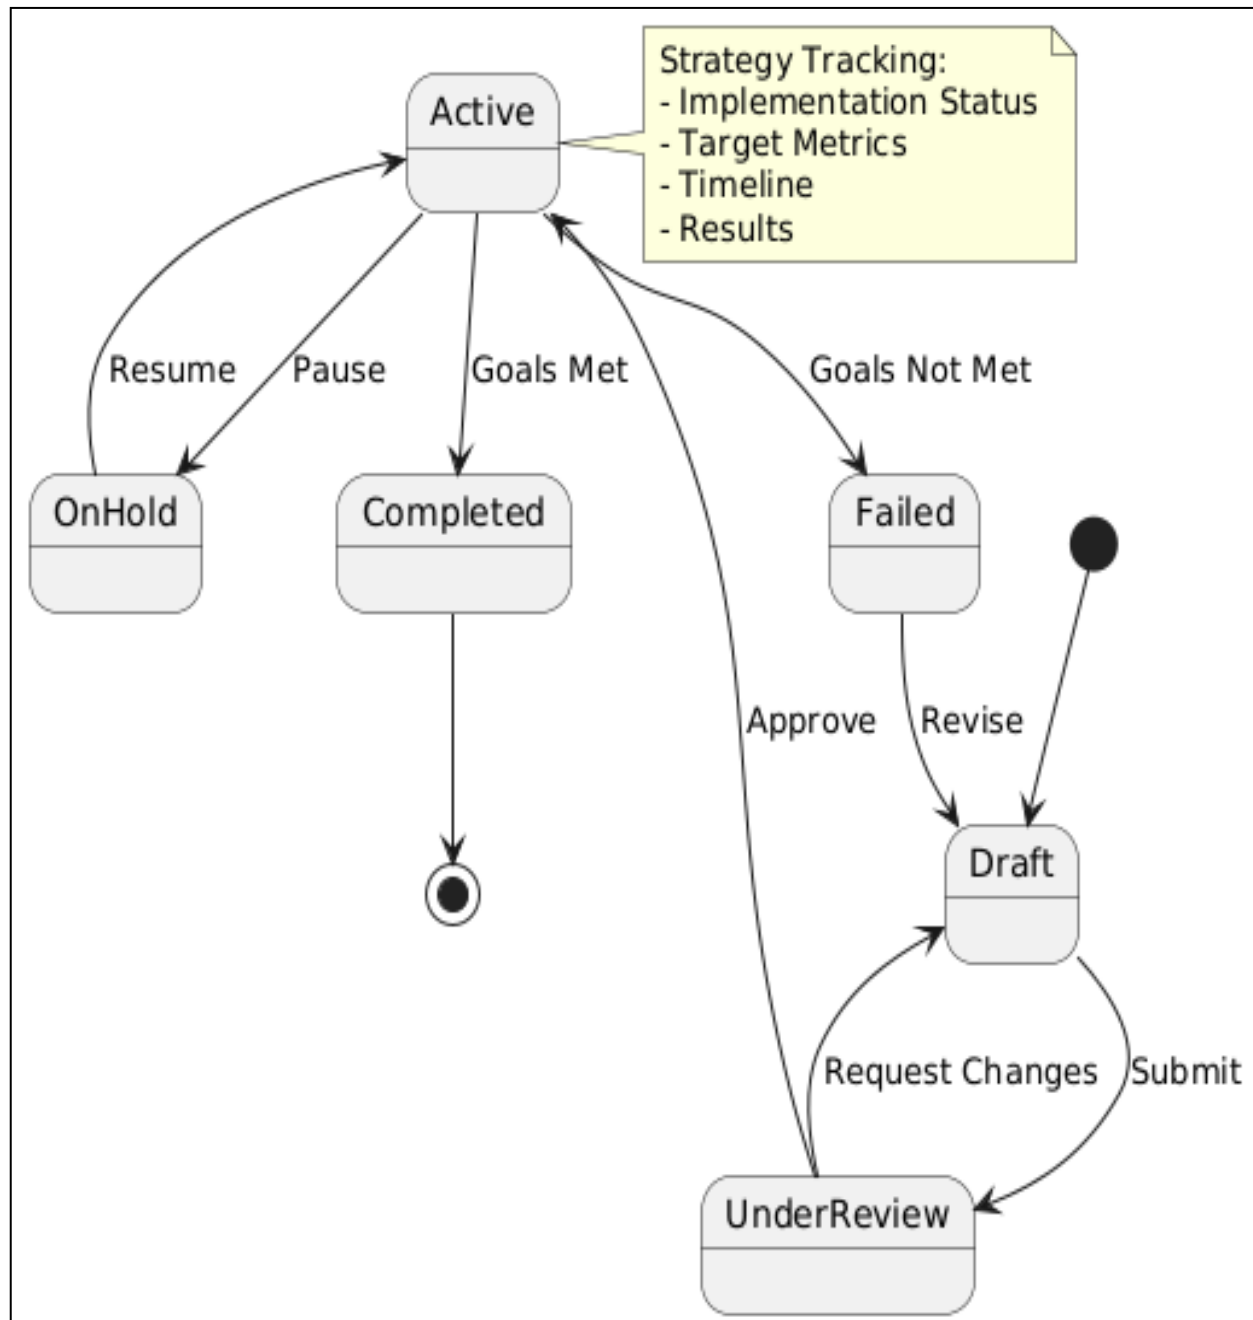 Active
Strategy Tracking:
- Implementation Status
- Target Metrics
- Timeline
- Results
Resume
Pause
Goals Met
Goals Not Met
OnHold
Completed
Failed
Approve
Revise
Draft
Request Changes
Submit
UnderReview